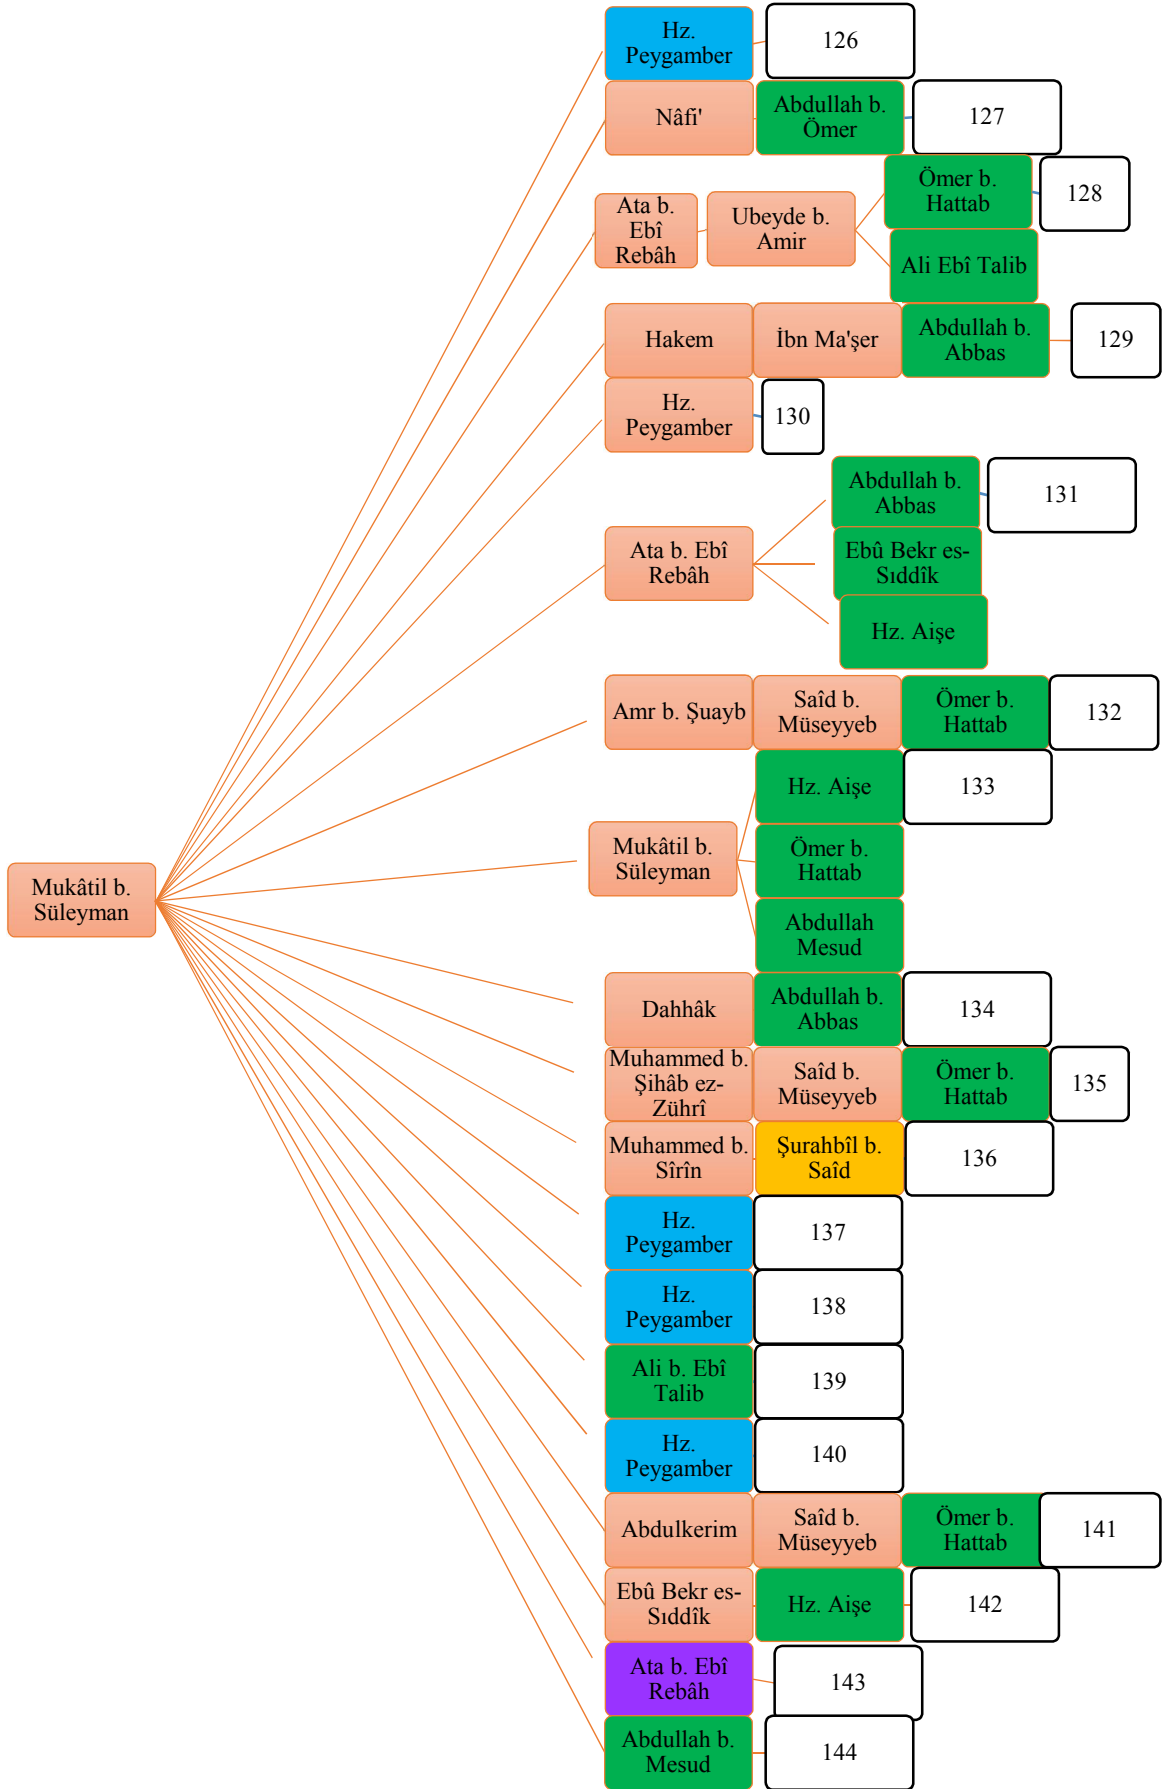 Hz.
Peygamber
126
Nâfi'
Abdullah b.
Ömer
127
Ata b.
Ebî
Rebâh
Ubeyde b.
Amir
Ömer b.
Hattab
128
Ali Ebî Talib
Hakem
İbn Ma'şer
Abdullah b.
Abbas
129
Hz.
Peygamber
130
Ata b. Ebî
Rebâh
Abdullah b.
Abbas
131
Ebû Bekr es-
Sıddîk
Hz. Aişe
Amr b. Şuayb
Saîd b.
Müseyyeb
Ömer b.
Hattab
132
Mukâtil b.
Süleyman
Mukâtil b.
Süleyman
Hz. Aişe
133
Ömer b.
Hattab
Abdullah
Mesud
Dahhâk
Abdullah b.
Abbas
134
Muhammed b.
Şihâb ez-
Zührî
Saîd b.
Müseyyeb
Ömer b.
Hattab
135
Muhammed b.
Sîrîn
Şurahbîl b.
Saîd
136
Hz.
Peygamber
137
Hz.
Peygamber
138
Ali b. Ebî
Talib
139
Hz.
Peygamber
140
Abdulkerim
Saîd b.
Müseyyeb
Ömer b.
Hattab
141
Ebû Bekr es-
Sıddîk
Hz. Aişe
142
Ata b. Ebî
Rebâh
143
Abdullah b.
Mesud
144